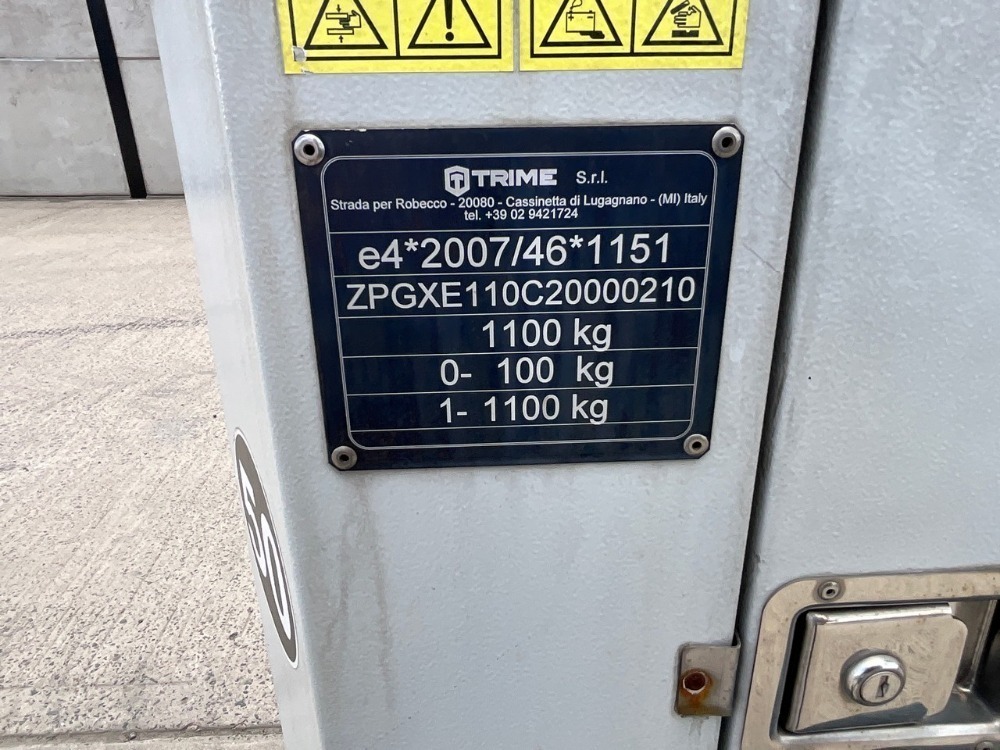 TRIME S.r.l.
Strada per Robecco - 20080 - Cassinetta di Lugagnano - (MI) Italy
tel. +39 02 9421724
e4*2007/46*1151
ZPGXE110C20000210
1100 kg
0- 100 kg
1- 1100 kg
50